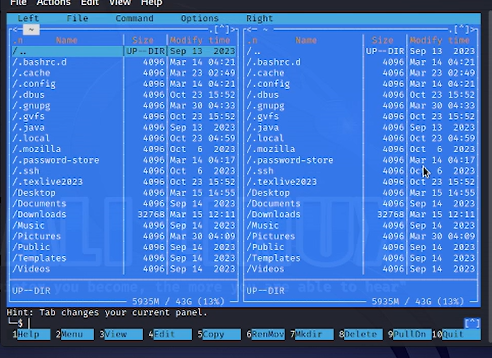 File Actions Edit View Help
Left File Command Options Right
~ .[^]> ~ .[^]>
.n Name Size Modify time .n Name Size Modify time
/.. UP--DIR Sep 13 2023 /.. UP--DIR Sep 13 2023
/.bashrc.d 4096 Mar 14 04:21 /.bashrc.d 4096 Mar 14 04:21
/.cache 4096 Mar 23 02:49 /.cache 4096 Mar 23 02:49
/.config 4096 Mar 14 04:21 /.config 4096 Mar 14 04:21
/.dbus 4096 Oct 23 15:52 /.dbus 4096 Oct 23 15:52
/.gnupg 4096 Mar 30 04:33 /.gnupg 4096 Mar 30 04:33
/.gvfs 4096 Oct 23 15:52 /.gvfs 4096 Oct 23 15:52
/.java 4096 Sep 13 2023 /.java 4096 Sep 13 2023
/.local 4096 Oct 23 04:59 /.local 4096 Oct 23 04:59
/.mozilla 4096 Oct 6 2023 /.mozilla 4096 Oct 6 2023
/.password-store 4096 Mar 14 04:17 /.password-store 4096 Mar 14 04:17
/.ssh 4096 Oct 6 2023 /.ssh 4096 Oct 6 2023
/.texlive2023 4096 Oct 23 15:52 /.texlive2023 4096 Oct 23 15:52
/Desktop 4096 Mar 15 14:55 /Desktop 4096 Mar 15 14:55
/Documents 4096 Sep 14 2023 /Documents 4096 Sep 14 2023
/Downloads 32768 Mar 15 12:11 /Downloads 32768 Mar 15 12:11
/Music 4096 Sep 14 2023 /Music 4096 Sep 14 2023
/Pictures 4096 Mar 30 04:09 /Pictures 4096 Mar 30 04:09
/Public 4096 Sep 14 2023 /Public 4096 Sep 14 2023
/Templates 4096 Sep 14 2023 /Templates 4096 Sep 14 2023
/Videos 4096 Sep 14 2023 /Videos 4096 Sep 14 2023
you become, the more you are able to hear"
UP--DIR UP--DIR
5935M / 43G (13%) 5935M / 43G (13%)
Hint: Tab changes your current panel.
$ [^]
1Help 2Menu 3View 4Edit 5Copy 6RenMov 7Mkdir 8Delete 9PullDn 10Quit